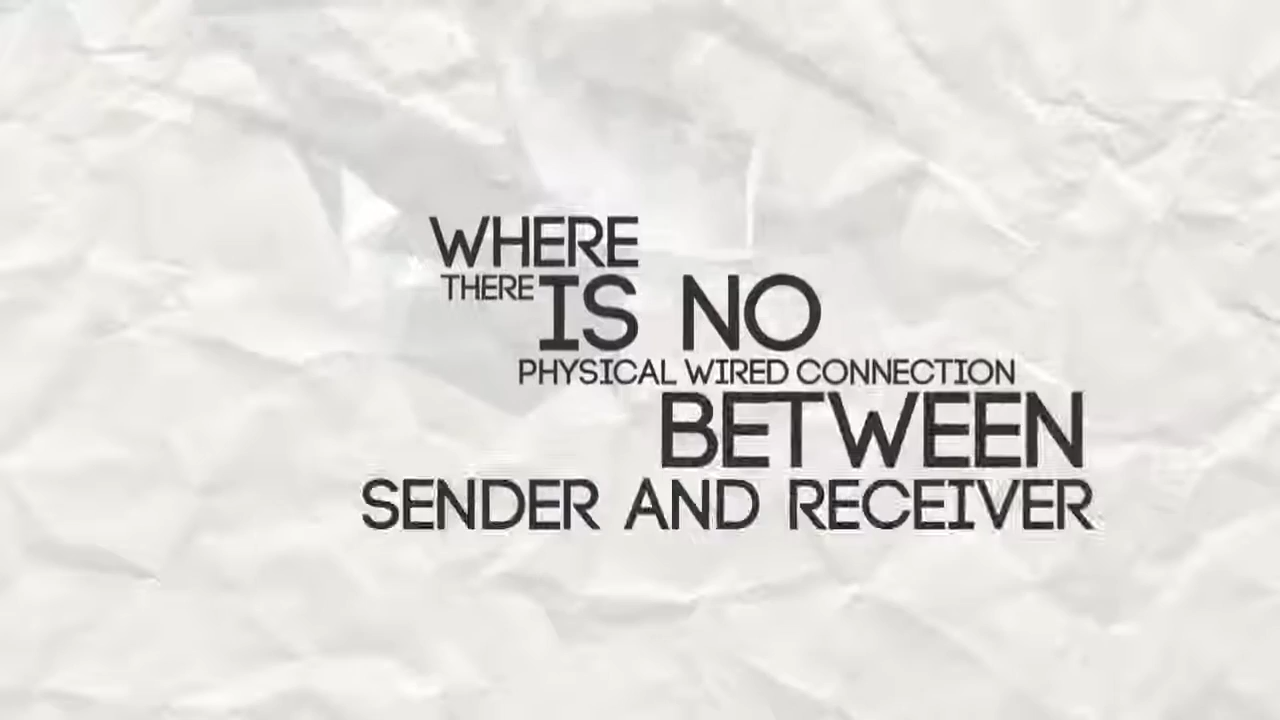 WHERE
THERE IS NO
PHYSICAL WIRED CONNECTION
BETWEEN
SENDER AND RECEIVER